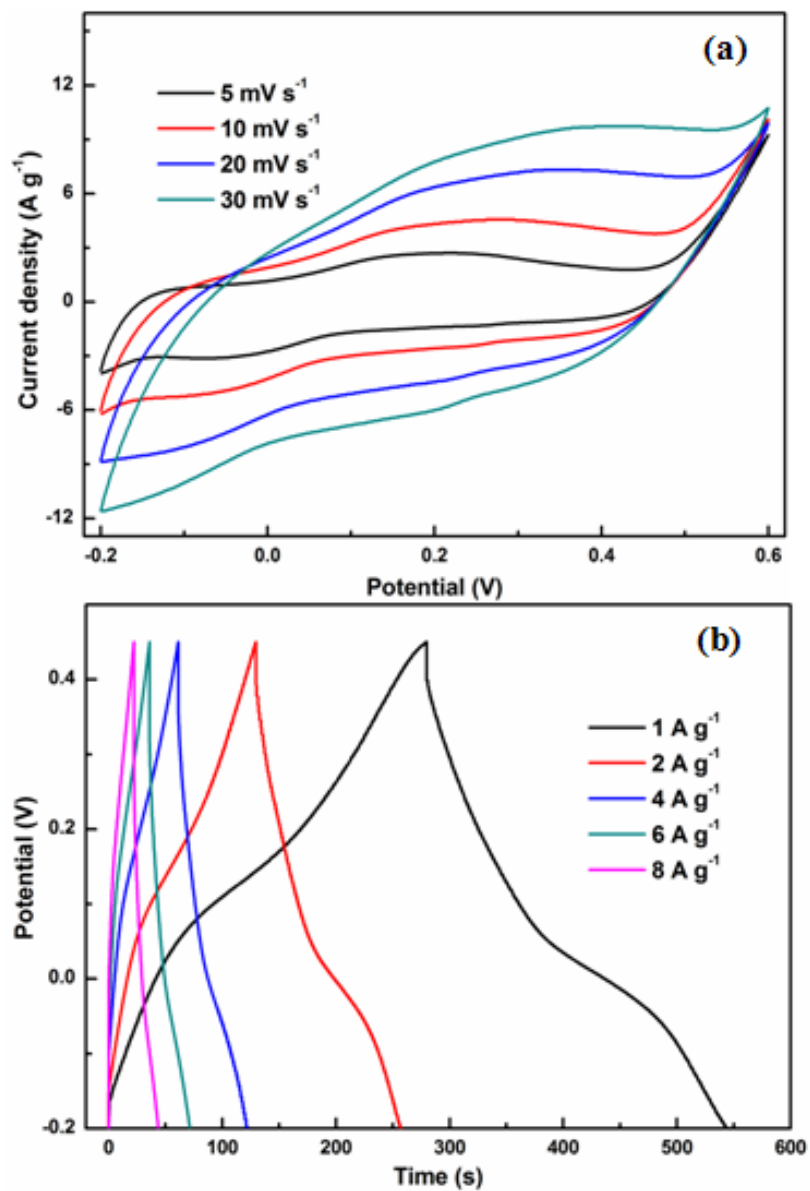 (a)
5 mV s⁻¹
10 mV s⁻¹
20 mV s⁻¹
30 mV s⁻¹
12
6
0
-6
-12
Current density (A g⁻¹)
-0.2 0.0 0.2 0.4 0.6
Potential (V)
(b)
1 A g⁻¹
2 A g⁻¹
4 A g⁻¹
6 A g⁻¹
8 A g⁻¹
0.4
0.2
0.0
-0.2
Potential (V)
0 100 200 300 400 500 600
Time (s)